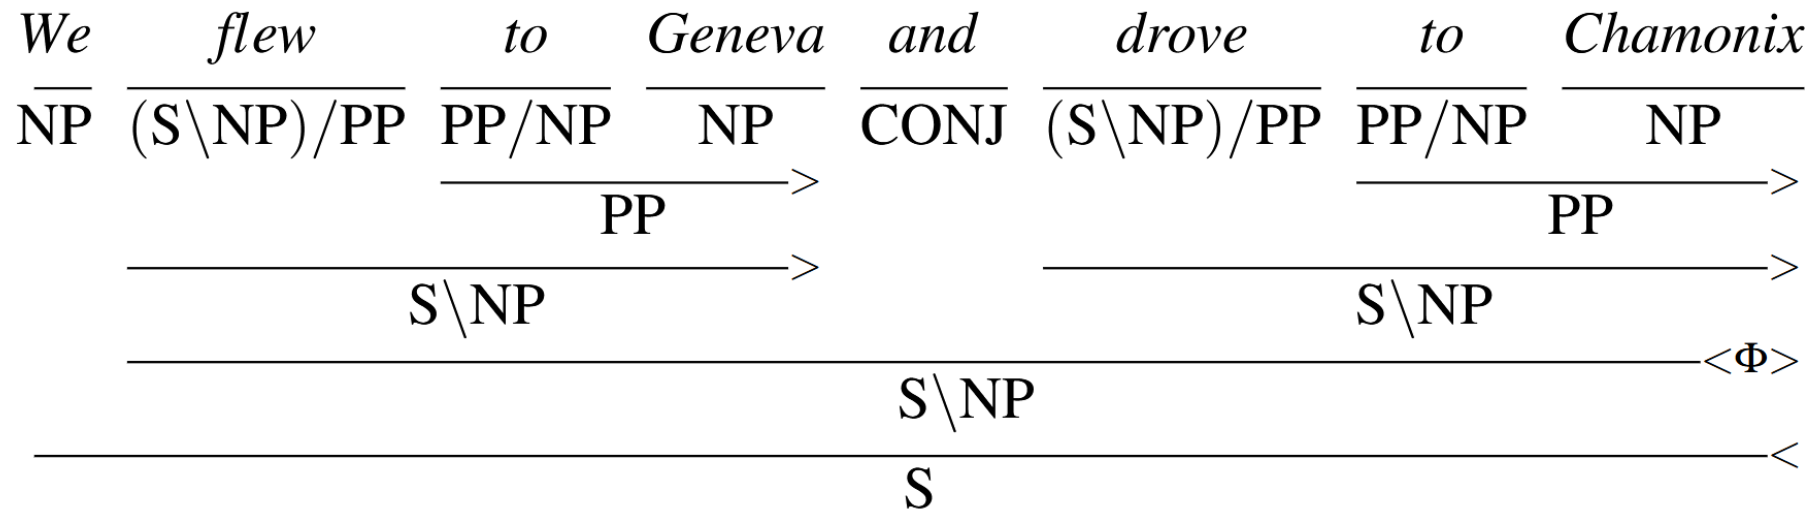 We flew to Geneva and drove to Chamonix
NP (S\NP)/PP PP/NP NP CONJ (S\NP)/PP PP/NP NP
> >
PP PP
> >
S\NP S\NP
<Φ>
S\NP
<
S